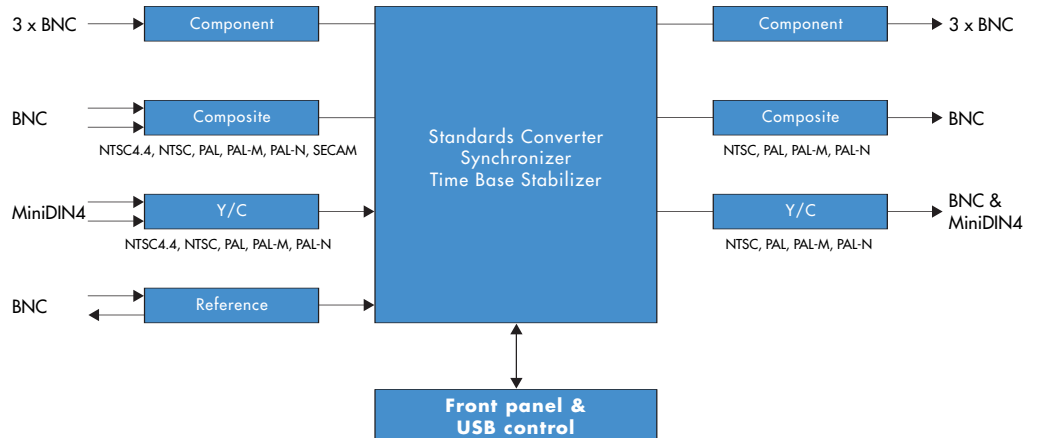 3 x BNC
Component
Component
3 x BNC
BNC
Composite
NTSC4.4, NTSC, PAL, PAL-M, PAL-N, SECAM
Standards Converter
Synchronizer
Time Base Stabilizer
Composite
NTSC, PAL, PAL-M, PAL-N
BNC
MiniDIN4
Y/C
NTSC4.4, NTSC, PAL, PAL-M, PAL-N
Y/C
NTSC, PAL, PAL-M, PAL-N
BNC &
MiniDIN4
BNC
Reference
Front panel &
USB control